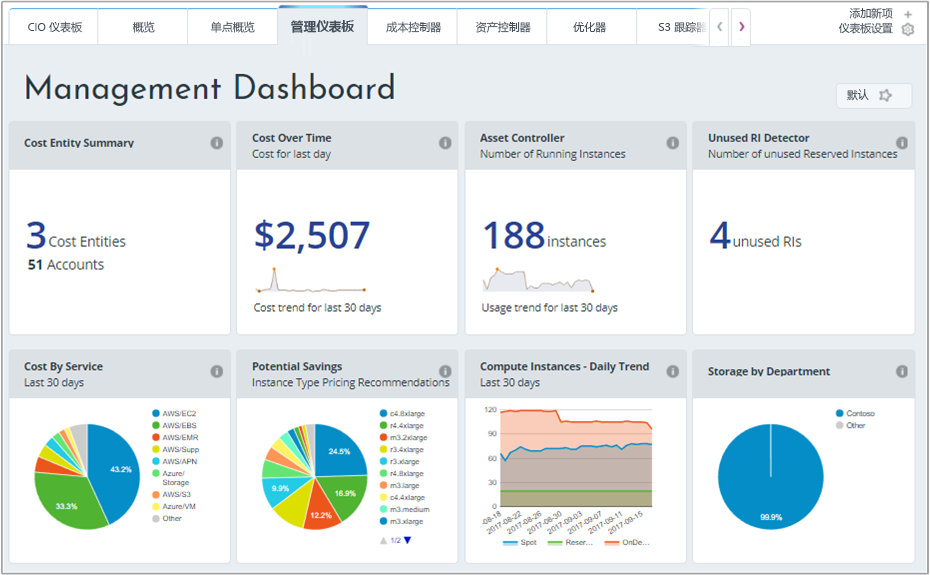 CIO 仪表板
概览
单点概览
管理仪表板
成本控制器
资产控制器
优化器
S3 跟踪器
添加新项
仪表板设置
Management Dashboard
默认
Cost Entity Summary
3 Cost Entities
51 Accounts
Cost Over Time
Cost for last day
$2,507
Cost trend for last 30 days
Asset Controller
Number of Running Instances
188 instances
Usage trend for last 30 days
Unused RI Detector
Number of unused Reserved Instances
4 unused RIs
Cost By Service
Last 30 days
43.2%
33.3%
AWS/EC2
AWS/EBS
AWS/EMR
AWS/Supp
AWS/APN
Azure/
Storage
AWS/S3
Azure/VM
Other
Potential Savings
Instance Type Pricing Recommendations
24.5%
16.9%
12.2%
9.9%
c4.8xlarge
r4.4xlarge
m3.2xlarge
r3.4xlarge
r3.xlarge
r4.8xlarge
m3.large
c4.4xlarge
m3.medium
m3.xlarge
1/2
Compute Instances - Daily Trend
Last 30 days
120
90
60
30
0
-08-18
2017-08-22
2017-08-26
2017-08-30
2017-09-03
2017-09-07
2017-09-11
2017-09-15
Spot
Reser...
OnDe...
Storage by Department
99.9%
Contoso
Other